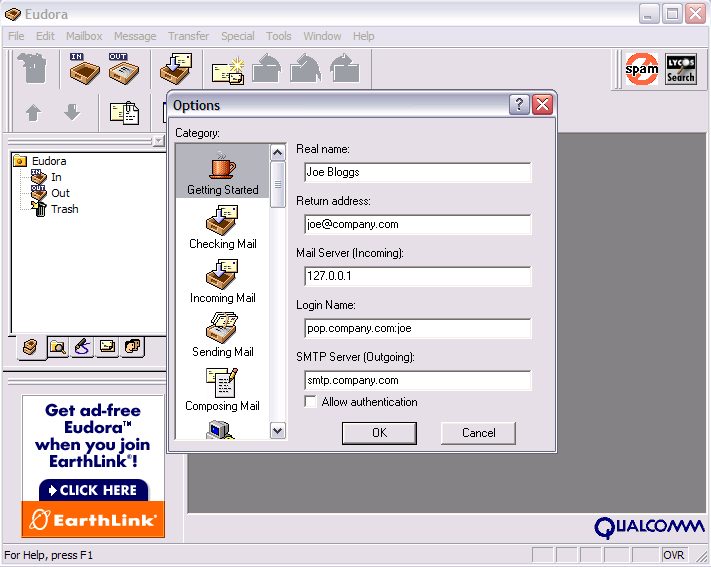 Eudora
File Edit Mailbox Message Transfer Special Tools Window Help
IN OUT
spam
LYCOS
Search
Options
?
Category:
Getting Started
Checking Mail
Incoming Mail
Sending Mail
Composing Mail
Real name:
Joe Bloggs
Return address:
joe@company.com
Mail Server (Incoming):
127.0.0.1
Login Name:
pop.company.com:joe
SMTP Server (Outgoing):
smtp.company.com
Allow authentication
OK Cancel
Eudora
IN
In
OUT
Out
Trash
Get ad-free
Eudora™
when you join
EarthLink®!
CLICK HERE
EarthLink®
QUALCOMM
For Help, press F1
OVR